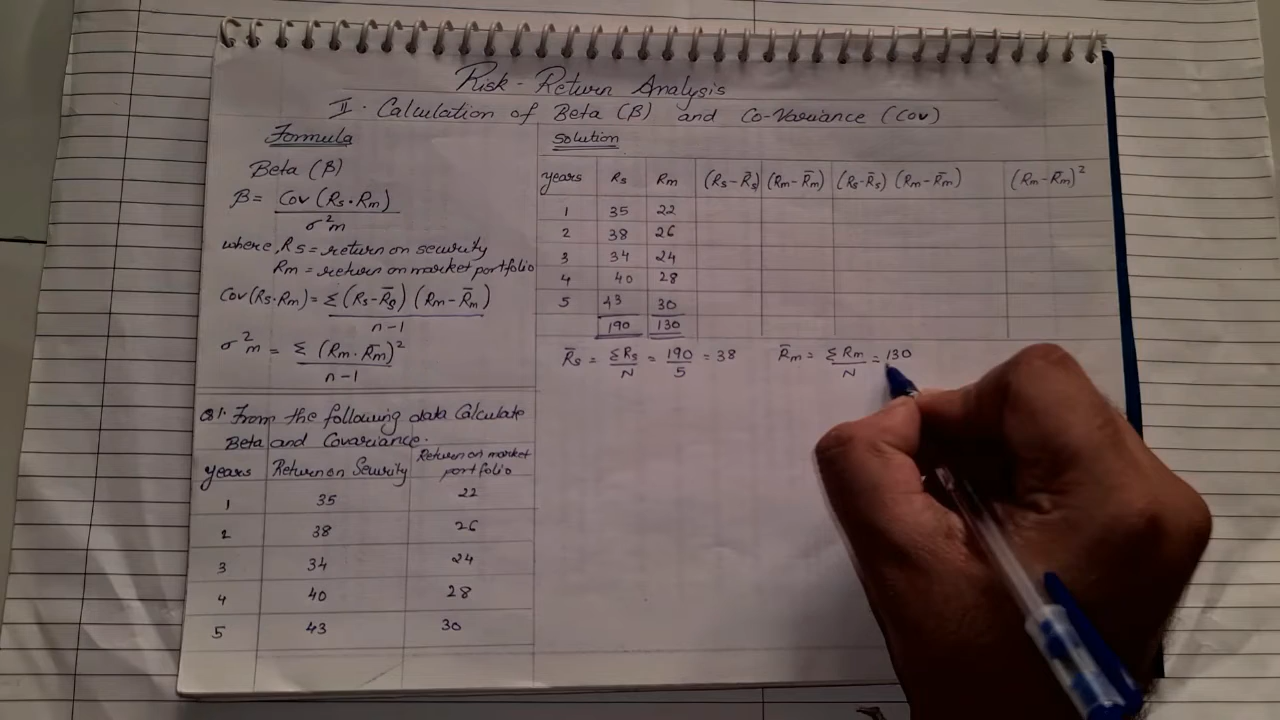 Risk-Return Analysis
II. Calculation of Beta (β) and Co-Variance (Cov)
Formula
Beta (β)
β = Cov (Rs·Rm)
σ²m
where, Rs = return on security
Rm = return on market portfolio
Cov(Rs·Rm) = Σ (Rs-R̄s) (Rm-R̄m)
n-1
σ²m = Σ (Rm·R̄m)²
n-1
Q1. From the following data Calculate
Beta and Covariance.
Years Return on Security Return on market portfolio
1 35 22
2 38 26
3 34 24
4 40 28
5 43 30
Solution
Years Rs Rm (Rs-R̄s) (Rm-R̄m) (Rs-R̄s) (Rm-R̄m) (Rm-R̄m)²
1 35 22
2 38 26
3 34 24
4 40 28
5 43 30
190 130
R̄s = ΣRs = 190 = 38 R̄m = ΣRm = 130
N 5 N